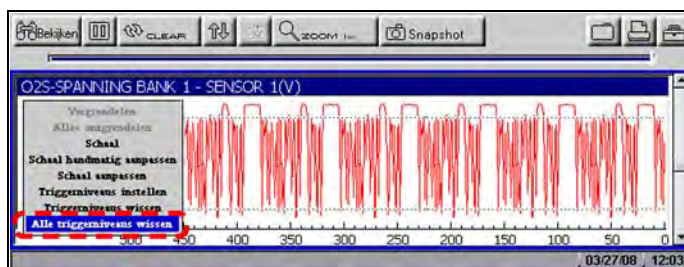 Bekijken CLEAR ZOOM Snapshot
O2S-SPANNING BANK 1 - SENSOR 1(V)
Vergrendelen
Alles ontgrendelen
Schaal
Schaal handmatig aanpassen
Schaal aanpassen
Triggerniveaus instellen
Triggerniveaus wissen
Alle triggerniveaus wissen
500 450 400 350 300 250 200 150 100 50 0
03/27/08 12:03